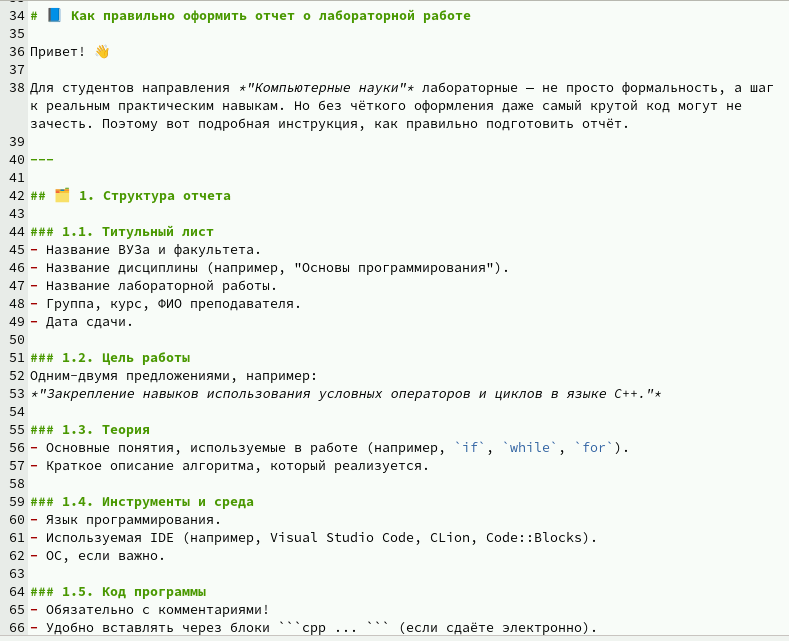 34 # 📘 Как правильно оформить отчет о лабораторной работе
35
36 Привет! 👋
37
38 Для студентов направления *"Компьютерные науки"* лабораторные — не просто формальность, а шаг
к реальным практическим навыкам. Но без чёткого оформления даже самый крутой код могут не
зачесть. Поэтому вот подробная инструкция, как правильно подготовить отчёт.
39
40 ---
41
42 ## 🗂️ 1. Структура отчета
43
44 ### 1.1. Титульный лист
45 - Название ВУЗа и факультета.
46 - Название дисциплины (например, "Основы программирования").
47 - Название лабораторной работы.
48 - Группа, курс, ФИО преподавателя.
49 - Дата сдачи.
50
51 ### 1.2. Цель работы
52 Одним-двумя предложениями, например:
53 *"Закрепление навыков использования условных операторов и циклов в языке C++."*
54
55 ### 1.3. Теория
56 - Основные понятия, используемые в работе (например, `if`, `while`, `for`).
57 - Краткое описание алгоритма, который реализуется.
58
59 ### 1.4. Инструменты и среда
60 - Язык программирования.
61 - Используемая IDE (например, Visual Studio Code, CLion, Code::Blocks).
62 - ОС, если важно.
63
64 ### 1.5. Код программы
65 - Обязательно с комментариями!
66 - Удобно вставлять через блоки ```cpp ... ``` (если сдаёте электронно).